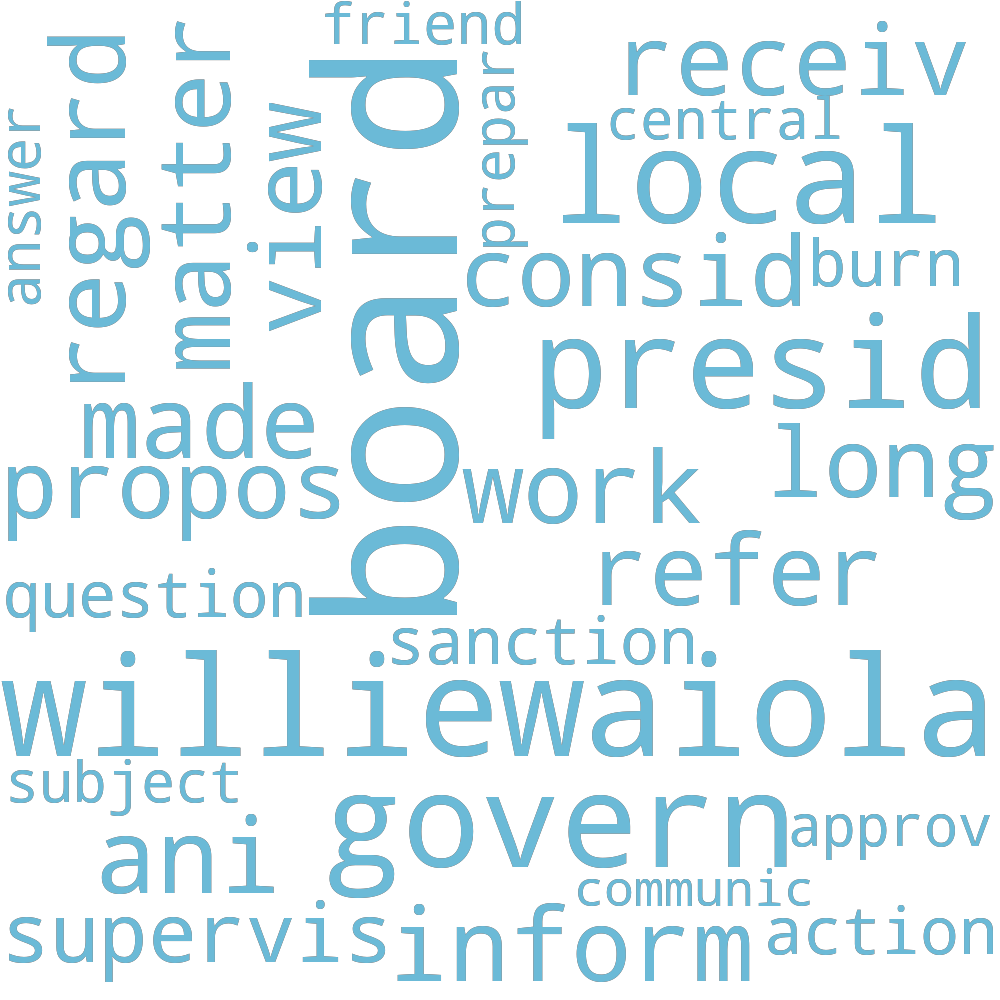 friend
receiv
central
answer
regard
matter
view
board
prepar
local
consid
burn
presid
made
propos
work
long
refer
question
sanction
williewaiola
subject
govern
approv
ani
communic
supervis
inform
action